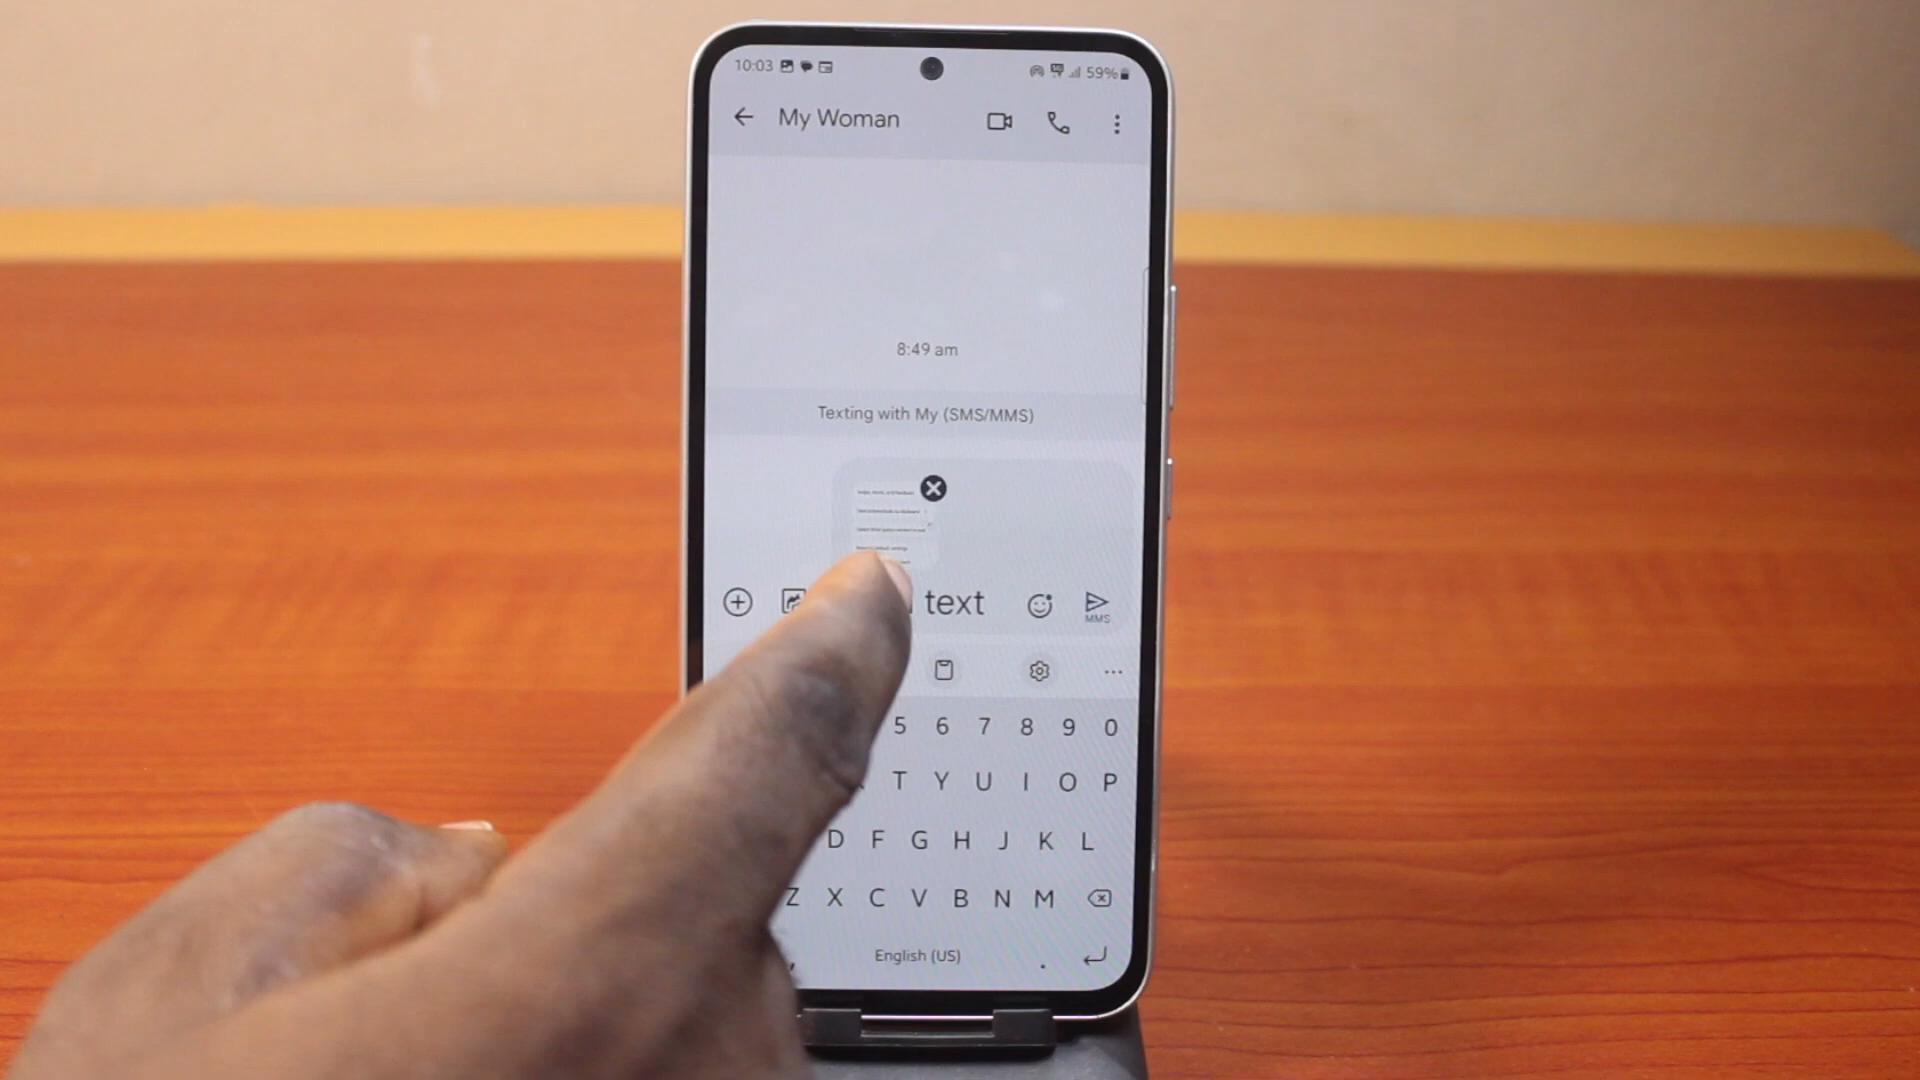 10:03 59%
My Woman
8:49 am
Texting with My (SMS/MMS)
text
MMS
5 6 7 8 9 0
T Y U I O P
D F G H J K L
Z X C V B N M
, English (US) .